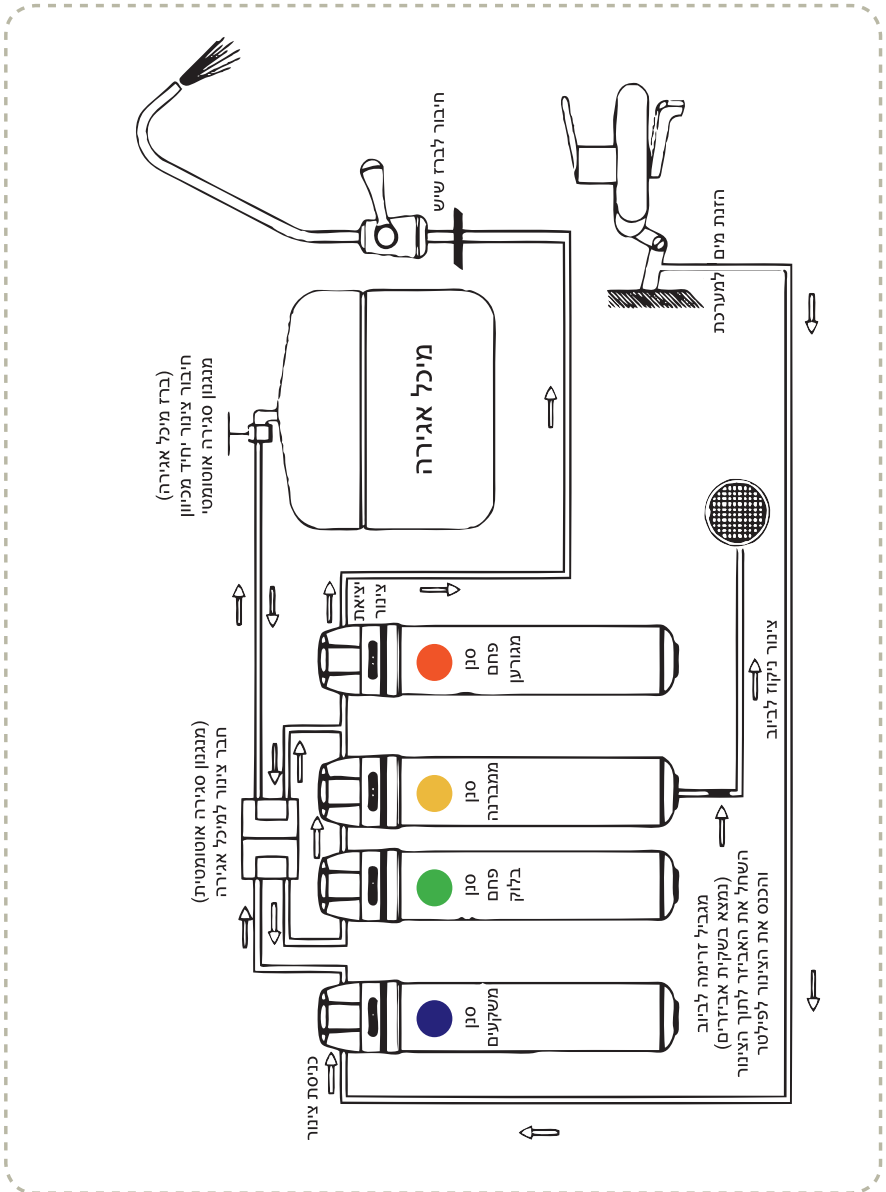 חיבור לברז שיש
הזנת מים למערכת
(ברז מיכל אגירה)
חיבור צינור יחיד מכיוון
מנגנון סגירה אוטומטי
מיכל אגירה
יציאת
צינור
סנן
פחם
מגורען
צינור ניקוז לביוב
(מנגנון סגירה אוטומטית)
חבר צינור למיכל אגירה
סנן
ממברנה
סנן
פחם
בלוק
מגביל דרימה לביוב
(נמצא בשקית אביזרים)
השחל את האביזר לתוך הצינור
והכנס את הצינור לפילטר
סנן
משקעים
כניסת צינור